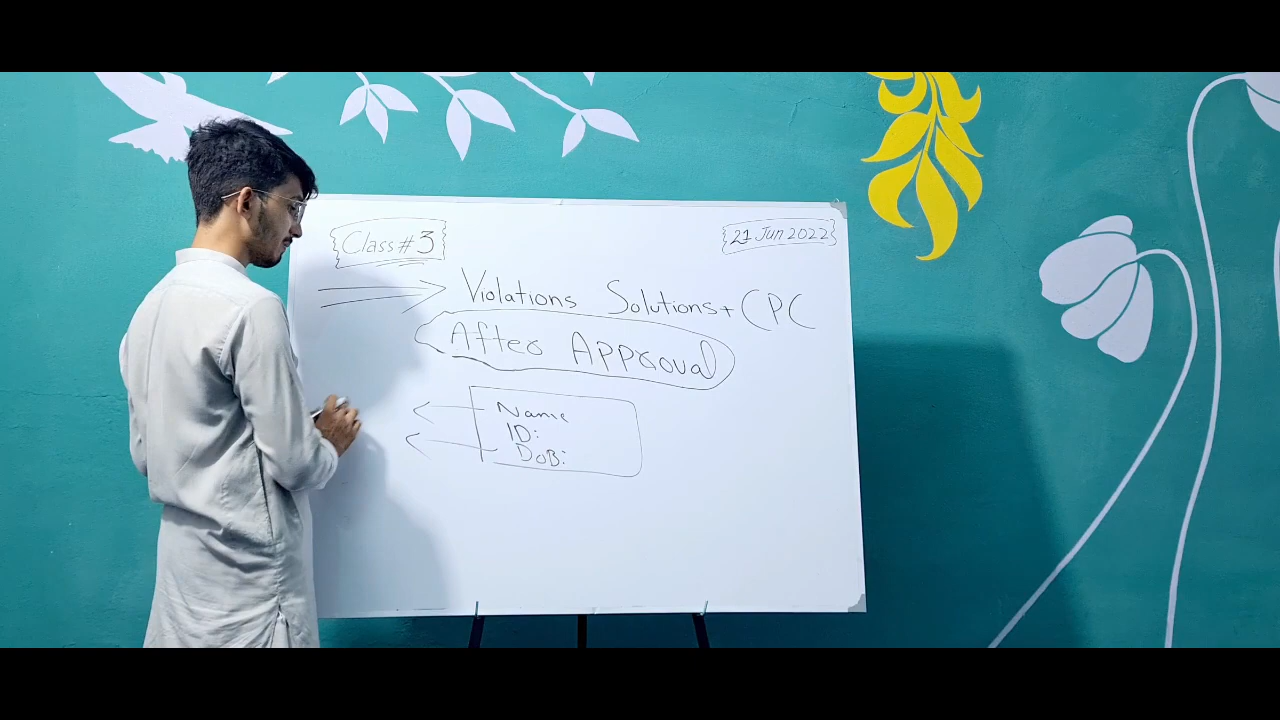 Class # 3
21 Jun 2022
Violations Solutions + CPC
After Approval
Name
ID:
DoB: